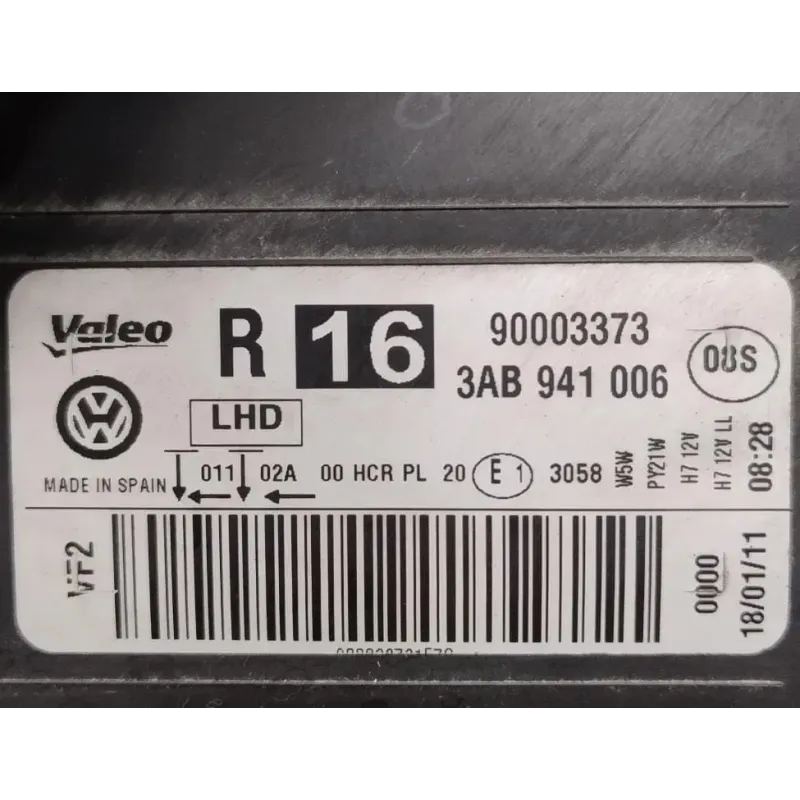 Valeo R 16 90003373
3AB 941 006 08S
LHD
MADE IN SPAIN 011 02A 00 HCR PL 20 E 1 3058
W5W
PY21W
H7 12V
H7 12V LL
08:28
VF2
0000
18/01/11